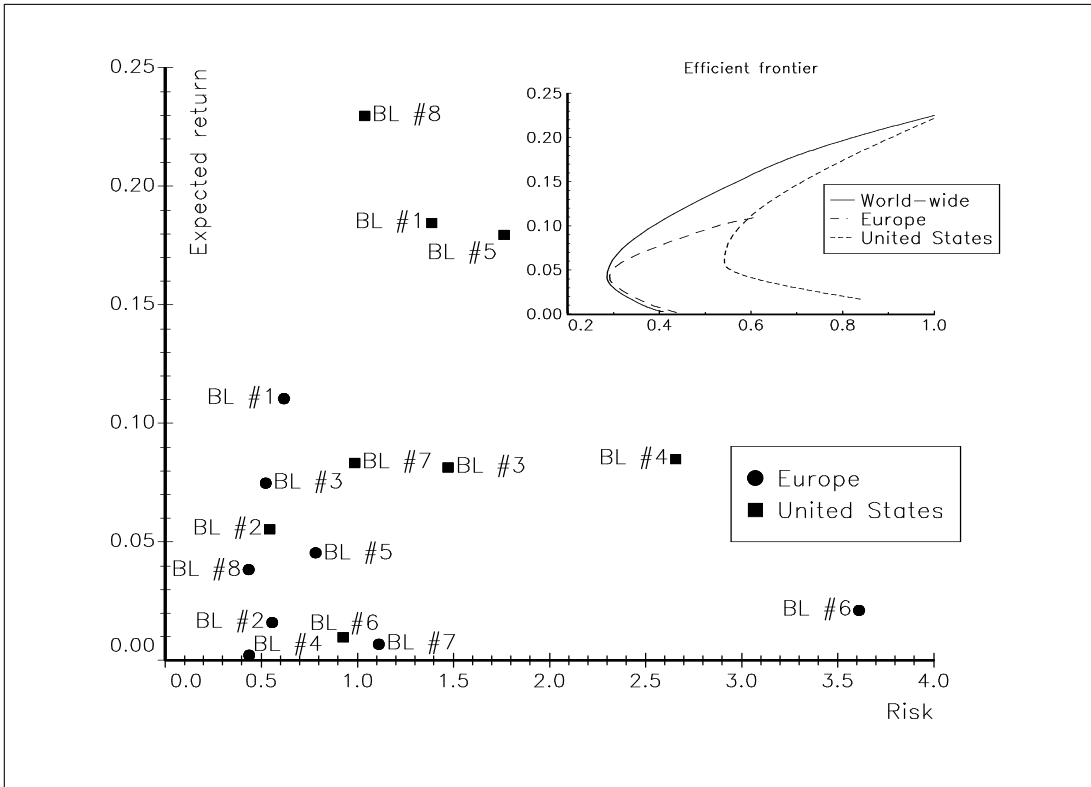 Efficient frontier
0.25
0.20
0.15
0.10
0.05
0.00
0.2
0.4
0.6
0.8
1.0
World-wide
Europe
United States
Expected return
0.25
0.20
0.15
0.10
0.05
0.00
BL #8
BL #1
BL #5
BL #1
BL #7
BL #3
BL #4
BL #3
BL #2
BL #5
BL #8
BL #2
BL #6
BL #6
BL #4
BL #7
Europe
United States
0.0
0.5
1.0
1.5
2.0
2.5
3.0
3.5
4.0
Risk